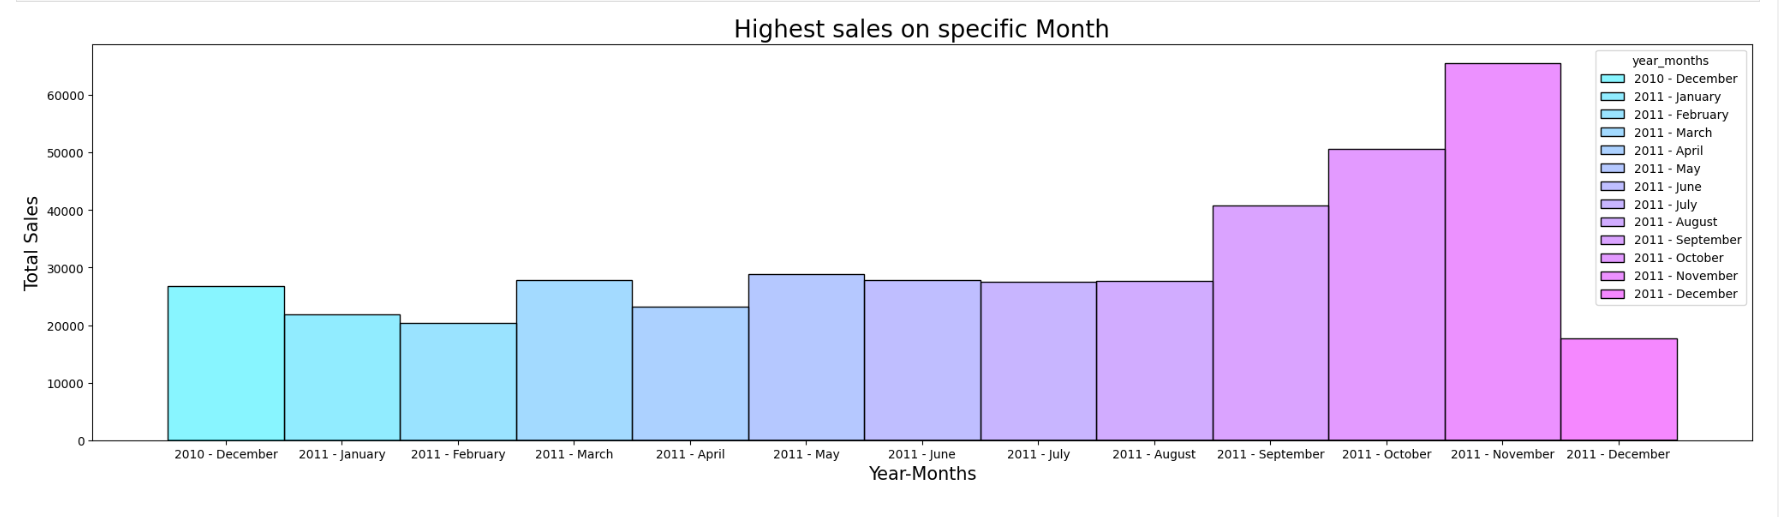 Highest sales on specific Month
Total Sales
60000
50000
40000
30000
20000
10000
0
year_months
2010 - December
2011 - January
2011 - February
2011 - March
2011 - April
2011 - May
2011 - June
2011 - July
2011 - August
2011 - September
2011 - October
2011 - November
2011 - December
2010 - December 2011 - January 2011 - February 2011 - March 2011 - April 2011 - May 2011 - June 2011 - July 2011 - August 2011 - September 2011 - October 2011 - November 2011 - December
Year-Months